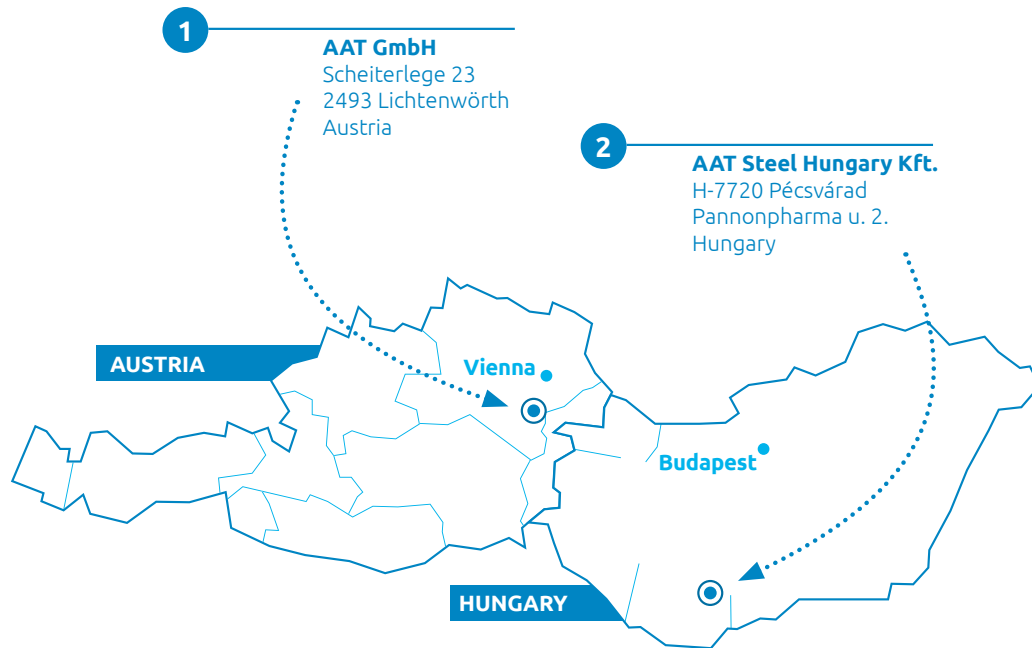 1
AAT GmbH
Scheiterlege 23
2493 Lichtenwörth
Austria
2
AAT Steel Hungary Kft.
H-7720 Pécsvárad
Pannonpharma u. 2.
Hungary
AUSTRIA
Vienna
Budapest
HUNGARY